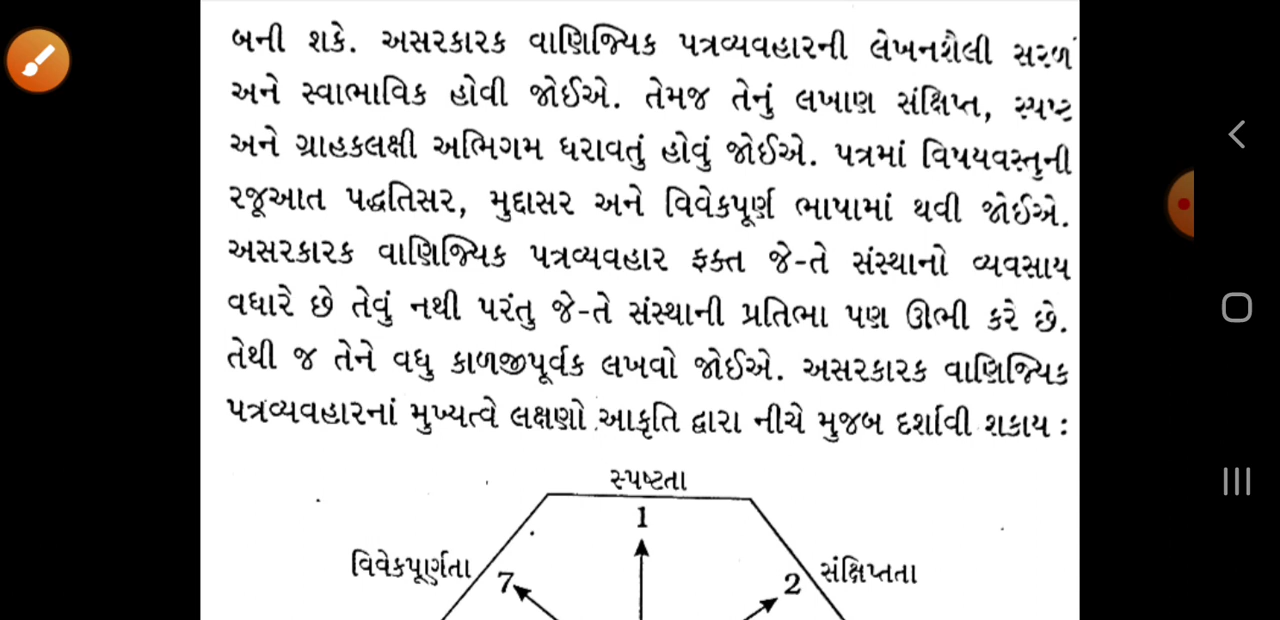 બની શકે. અસરકારક વાણિજ્યિક પત્રવ્યવહારની લેખનશૈલી સરળ
અને સ્વાભાવિક હોવી જોઈએ. તેમજ તેનું લખાણ સંક્ષિપ્ત, સ્પષ્ટ
અને ગ્રાહકલક્ષી અભિગમ ધરાવતું હોવું જોઈએ. પત્રમાં વિષયવસ્તુની
રજૂઆત પદ્ધતિસર, મુદ્દાસર અને વિવેકપૂર્ણ ભાષામાં થવી જોઈએ.
અસરકારક વાણિજ્યિક પત્રવ્યવહાર ફક્ત જે-તે સંસ્થાનો વ્યવસાય
વધારે છે તેવું નથી પરંતુ જે-તે સંસ્થાની પ્રતિભા પણ ઊભી કરે છે.
તેથી જ તેને વધુ કાળજીપૂર્વક લખવો જોઈએ. અસરકારક વાણિજ્યિક
પત્રવ્યવહારનાં મુખ્યત્વે લક્ષણો આકૃતિ દ્વારા નીચે મુજબ દર્શાવી શકાય :
સ્પષ્ટતા
1
વિવેકપૂર્ણતા 7
2 સંક્ષિપ્તતા